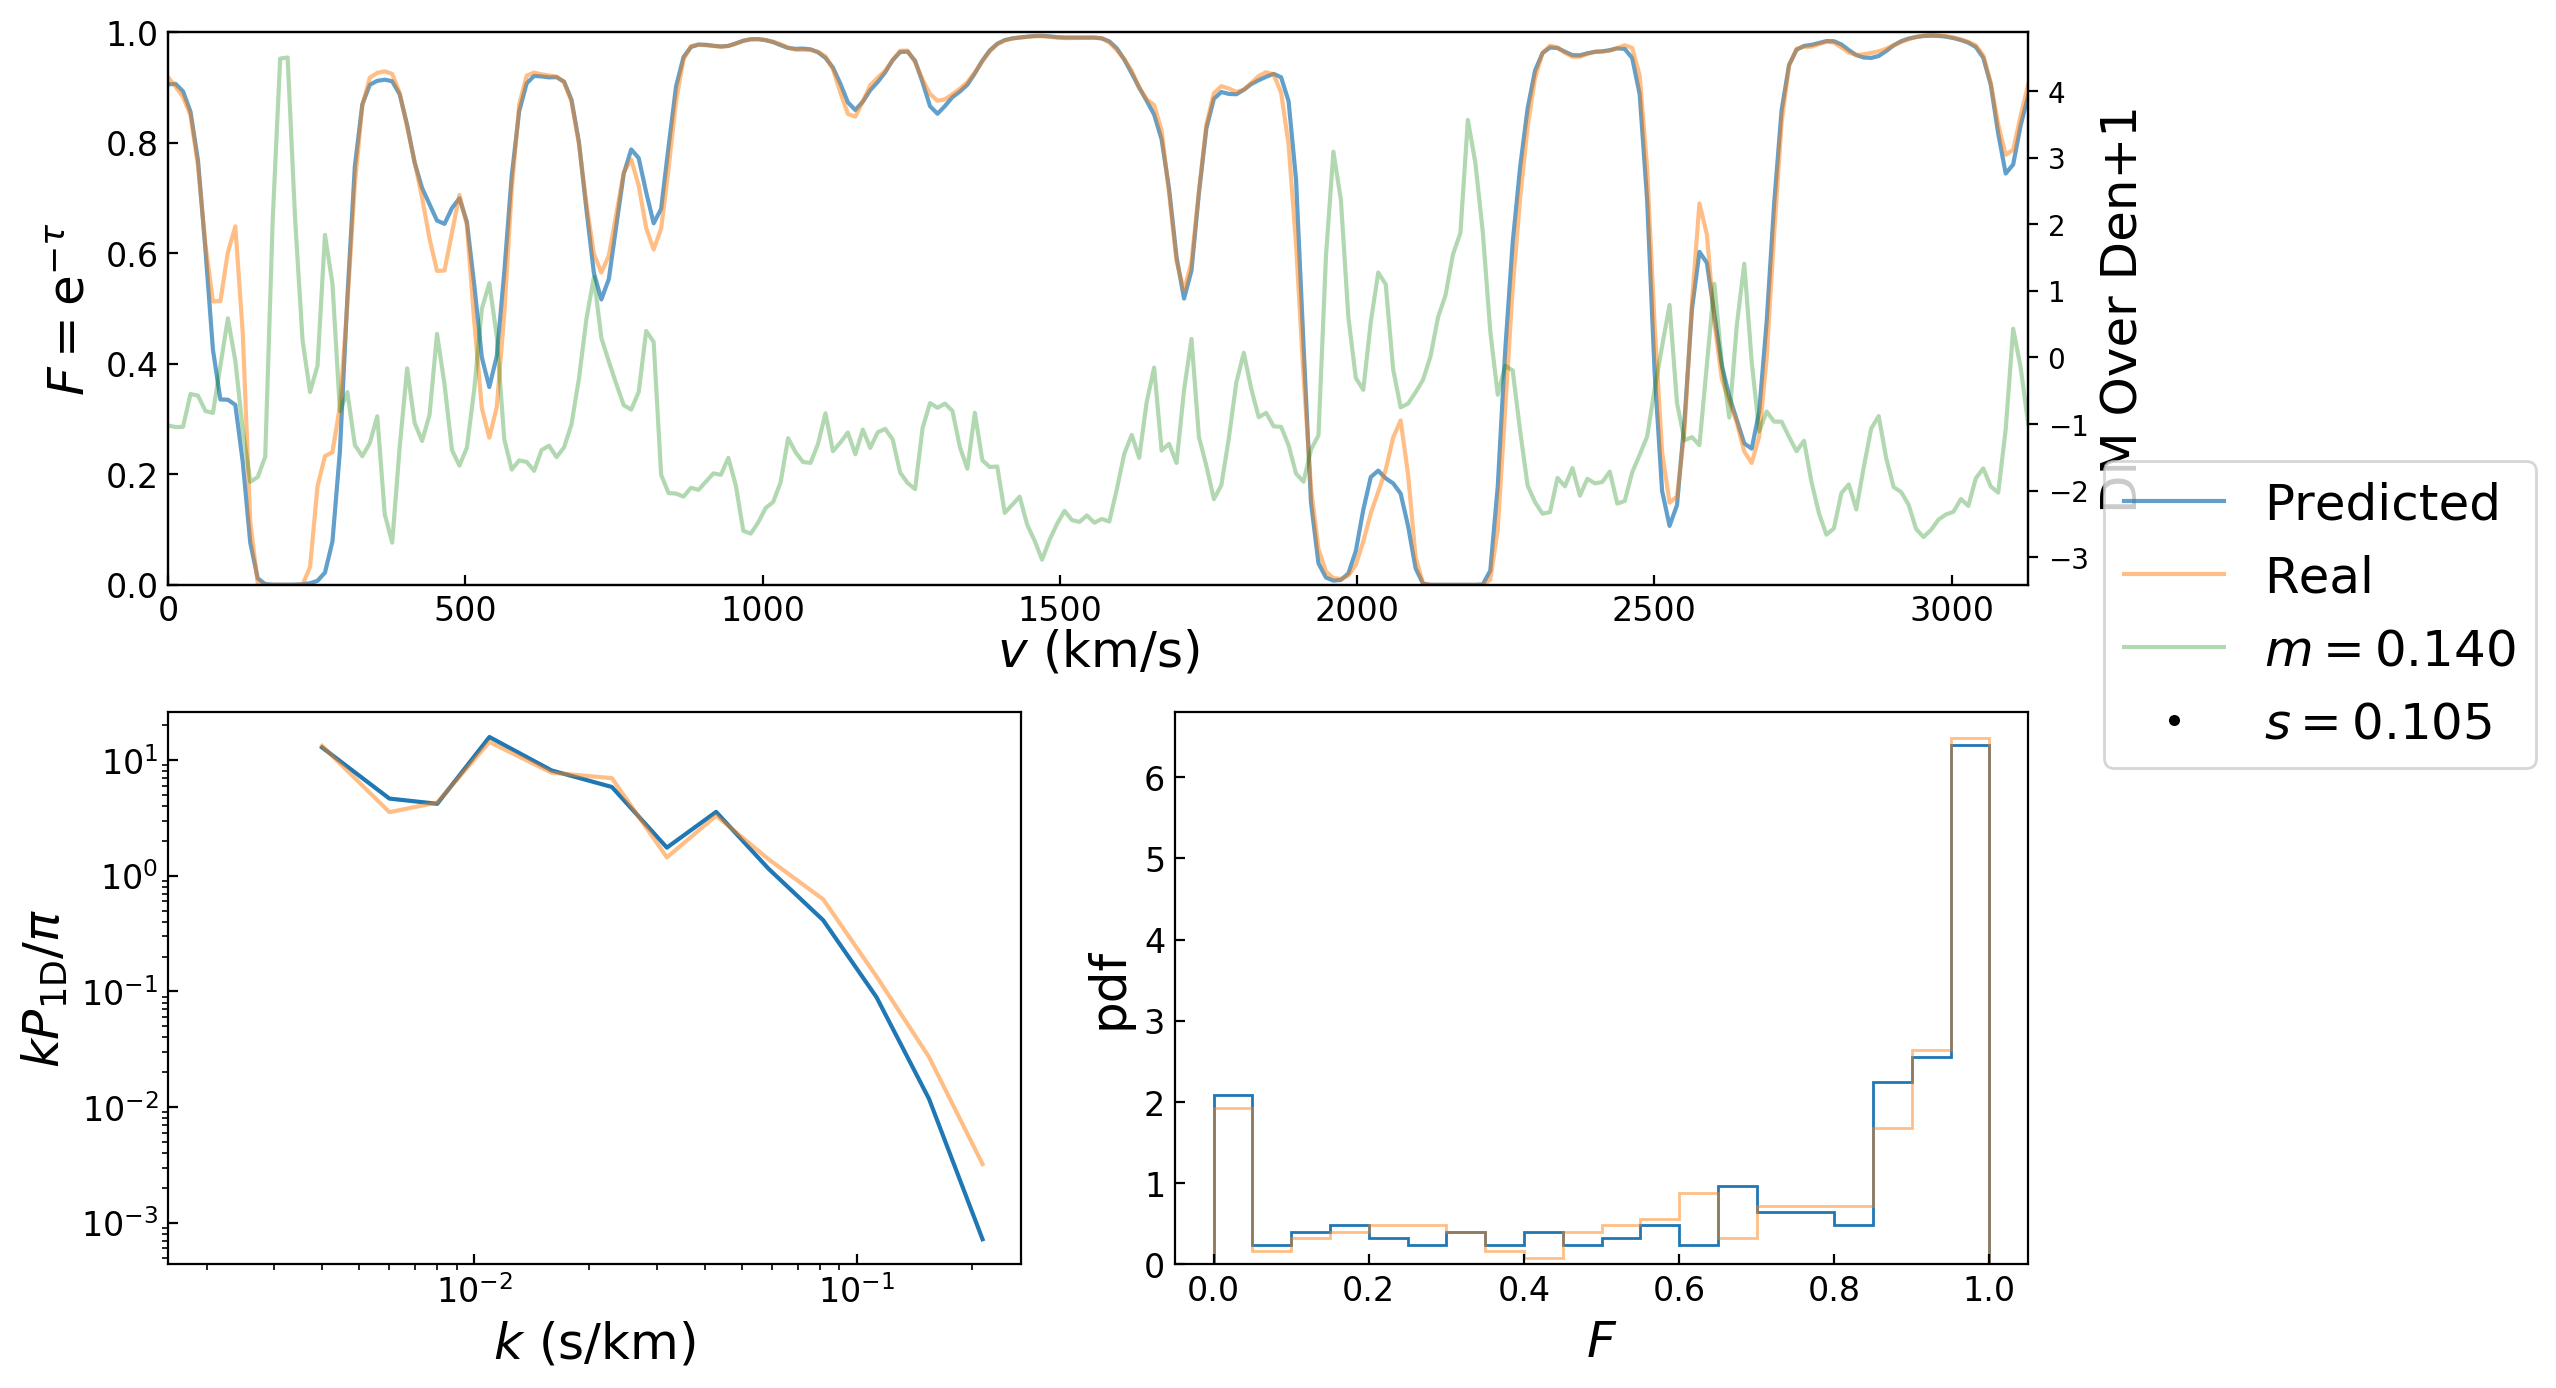 1.0
0.8
0.6
0.4
0.2
0.0
F = e^{−τ}
4
3
2
1
0
−1
−2
−3
DM Over Den+1
0 500 1000 1500 2000 2500 3000
v (km/s)
Predicted
Real
m = 0.140
s = 0.105
10^1
10^0
10^{−1}
10^{−2}
10^{−3}
kP_{1D}/π
10^{−2} 10^{−1}
k (s/km)
6
5
4
3
2
1
0
pdf
0.0 0.2 0.4 0.6 0.8 1.0
F